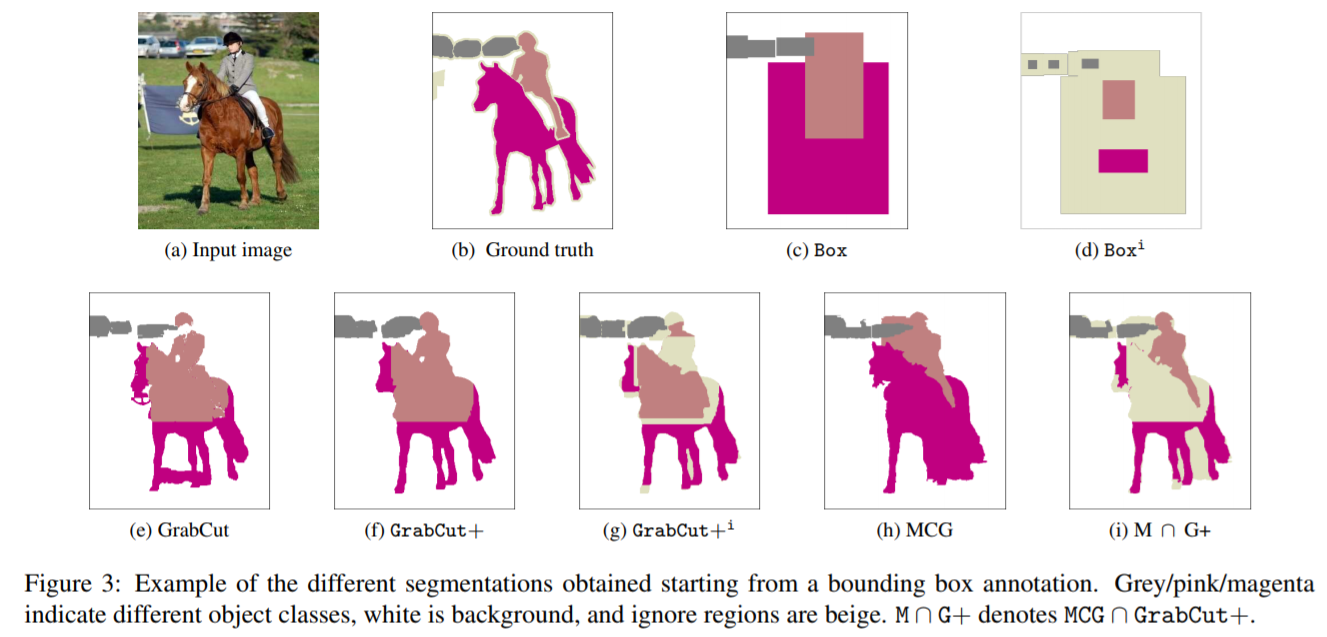 (a) Input image
(b) Ground truth
(c) Box
(d) Boxⁱ
(e) GrabCut
(f) GrabCut+
(g) GrabCut+ⁱ
(h) MCG
(i) M ∩ G+
Figure 3: Example of the different segmentations obtained starting from a bounding box annotation. Grey/pink/magenta
indicate different object classes, white is background, and ignore regions are beige. M ∩ G+ denotes MCG ∩ GrabCut+.